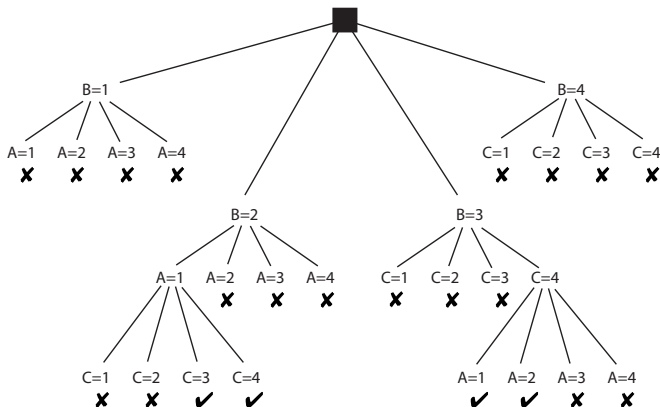 B=1 B=4
A=1 A=2 A=3 A=4 C=1 C=2 C=3 C=4
✘ ✘ ✘ ✘ ✘ ✘ ✘ ✘
B=2 B=3
A=1 A=2 A=3 A=4 C=1 C=2 C=3 C=4
✘ ✘ ✘ ✘ ✘ ✘
C=1 C=2 C=3 C=4 A=1 A=2 A=3 A=4
✘ ✘ ✔ ✔ ✔ ✔ ✘ ✘